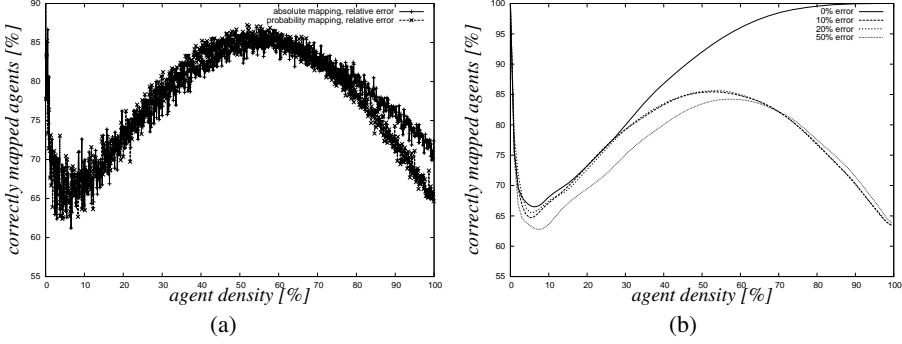 correctly mapped agents [%]
90
85
80
75
70
65
60
55
absolute mapping, relative error
probability mapping, relative error
0 10 20 30 40 50 60 70 80 90 100
agent density [%]
(a)
correctly mapped agents [%]
100
95
90
85
80
75
70
65
60
55
0% error
10% error
20% error
50% error
0 10 20 30 40 50 60 70 80 90 100
agent density [%]
(b)